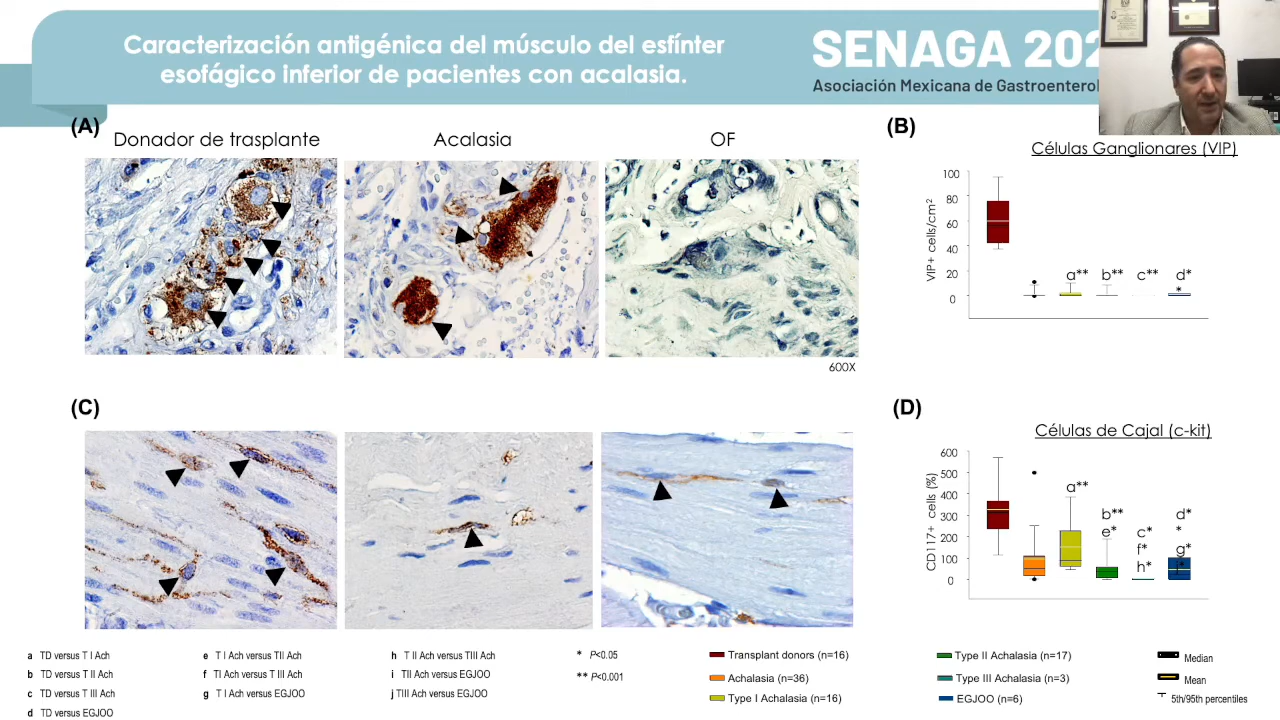 Caracterización antigénica del músculo del esfínter
esofágico inferior de pacientes con acalasia.
SENAGA 202
Asociación Mexicana de Gastroenterol
(A)
Donador de trasplante
Acalasia
OF
600X
(B)
Células Ganglionares (VIP)
VIP+ cells/cm²
100
80
60
40
20
0
a**
b**
c**
d*
*
(C)
(D)
Células de Cajal (c-kit)
CD117+ cells (%)
600
500
400
300
200
100
0
a**
b**
e*
c*
f*
h*
d*
*
g*
a TD versus T I Ach
b TD versus T II Ach
c TD versus T III Ach
d TD versus EGJOO
e T I Ach versus TII Ach
f TI Ach versus T III Ach
g T I Ach versus EGJOO
h T II Ach versus TIII Ach
i TII Ach versus EGJOO
j TIII Ach versus EGJOO
* P<0.05
** P<0.001
Transplant donors (n=16)
Achalasia (n=36)
Type I Achalasia (n=16)
Type II Achalasia (n=17)
Type III Achalasia (n=3)
EGJOO (n=6)
Median
Mean
5th/95th percentiles